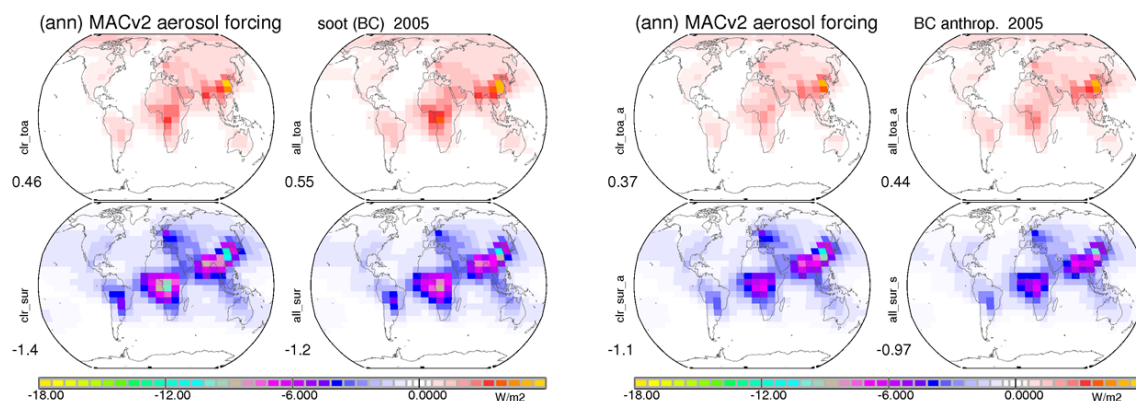 (ann) MACv2 aerosol forcing soot (BC) 2005
clr_toa
0.46
all_toa
0.55
clr_sur
-1.4
all_sur
-1.2
-18.00 -12.00 -6.000 0.0000 W/m2
(ann) MACv2 aerosol forcing BC anthrop. 2005
clr_toa_a
0.37
all_toa_a
0.44
clr_sur_a
-1.1
all_sur_s
-0.97
-18.00 -12.00 -6.000 0.0000 W/m2